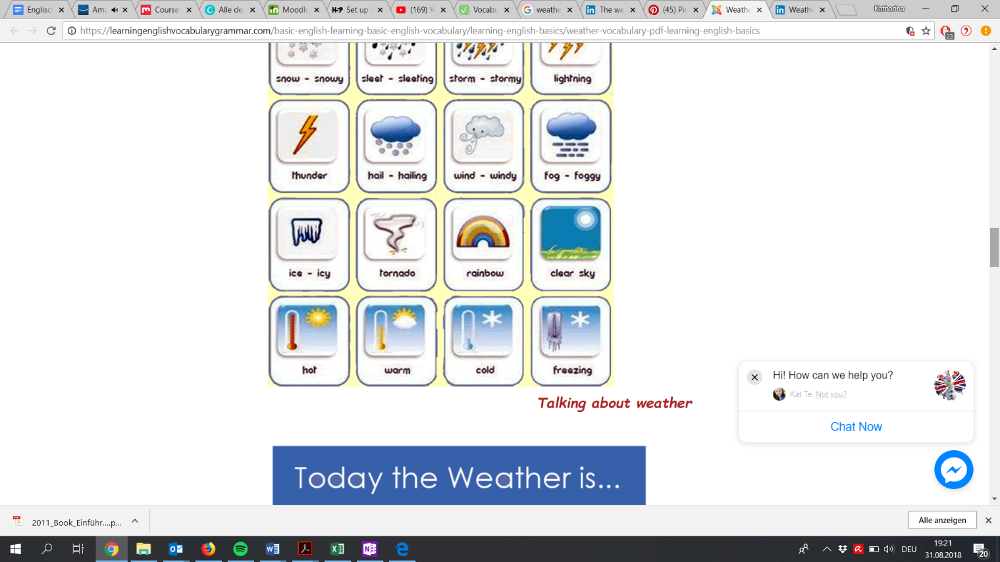 Englisc
Ama
Course
Alle de
Moodle
H5P Set up
(169) Y
Vocabu
weathe
The we
(45) Pi
Weathe
Weathe
Katharina
https://learningenglishvocabularygrammar.com/basic-english-learning-basic-english-vocabulary/learning-english-basics/weather-vocabulary-pdf-learning-english-basics
23
snow - snowy
sleet - sleeting
storm - stormy
lightning
thunder
hail - hailing
wind - windy
fog - foggy
ice - icy
tornado
rainbow
clear sky
hot
warm
cold
freezing
Talking about weather
Today the Weather is...
Hi! How can we help you?
Kat Te Not you?
Chat Now
2011_Book_Einführ....p...
Alle anzeigen
DEU
19:21
31.08.2018
20